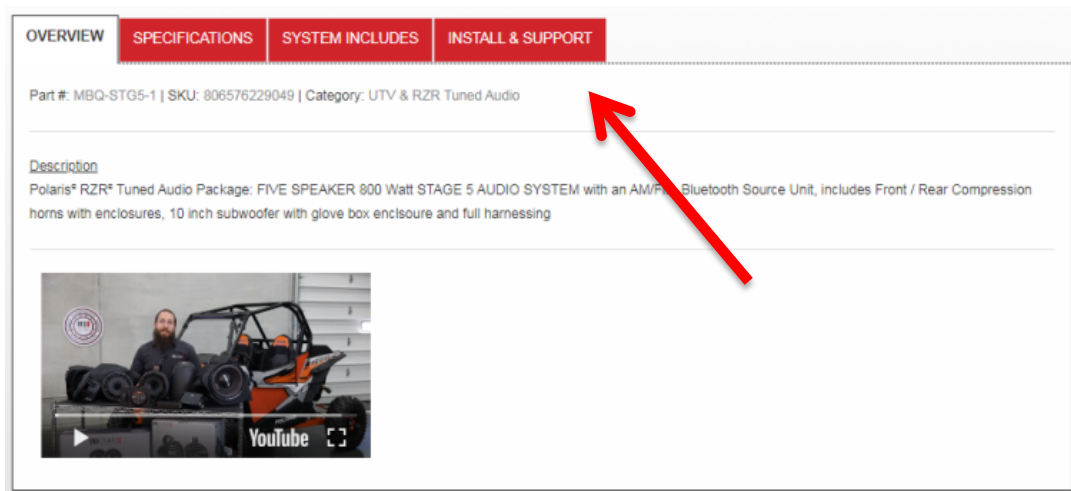 OVERVIEW SPECIFICATIONS SYSTEM INCLUDES INSTALL & SUPPORT
Part #: MBQ-STG5-1 | SKU: 806576229049 | Category: UTV & RZR Tuned Audio
Description
Polaris® RZR® Tuned Audio Package: FIVE SPEAKER 800 Watt STAGE 5 AUDIO SYSTEM with an Bluetooth Source Unit, includes Front / Rear Compression
horns with enclosures, 10 inch subwoofer with glove box enclsoure and full harnessing
YouTube